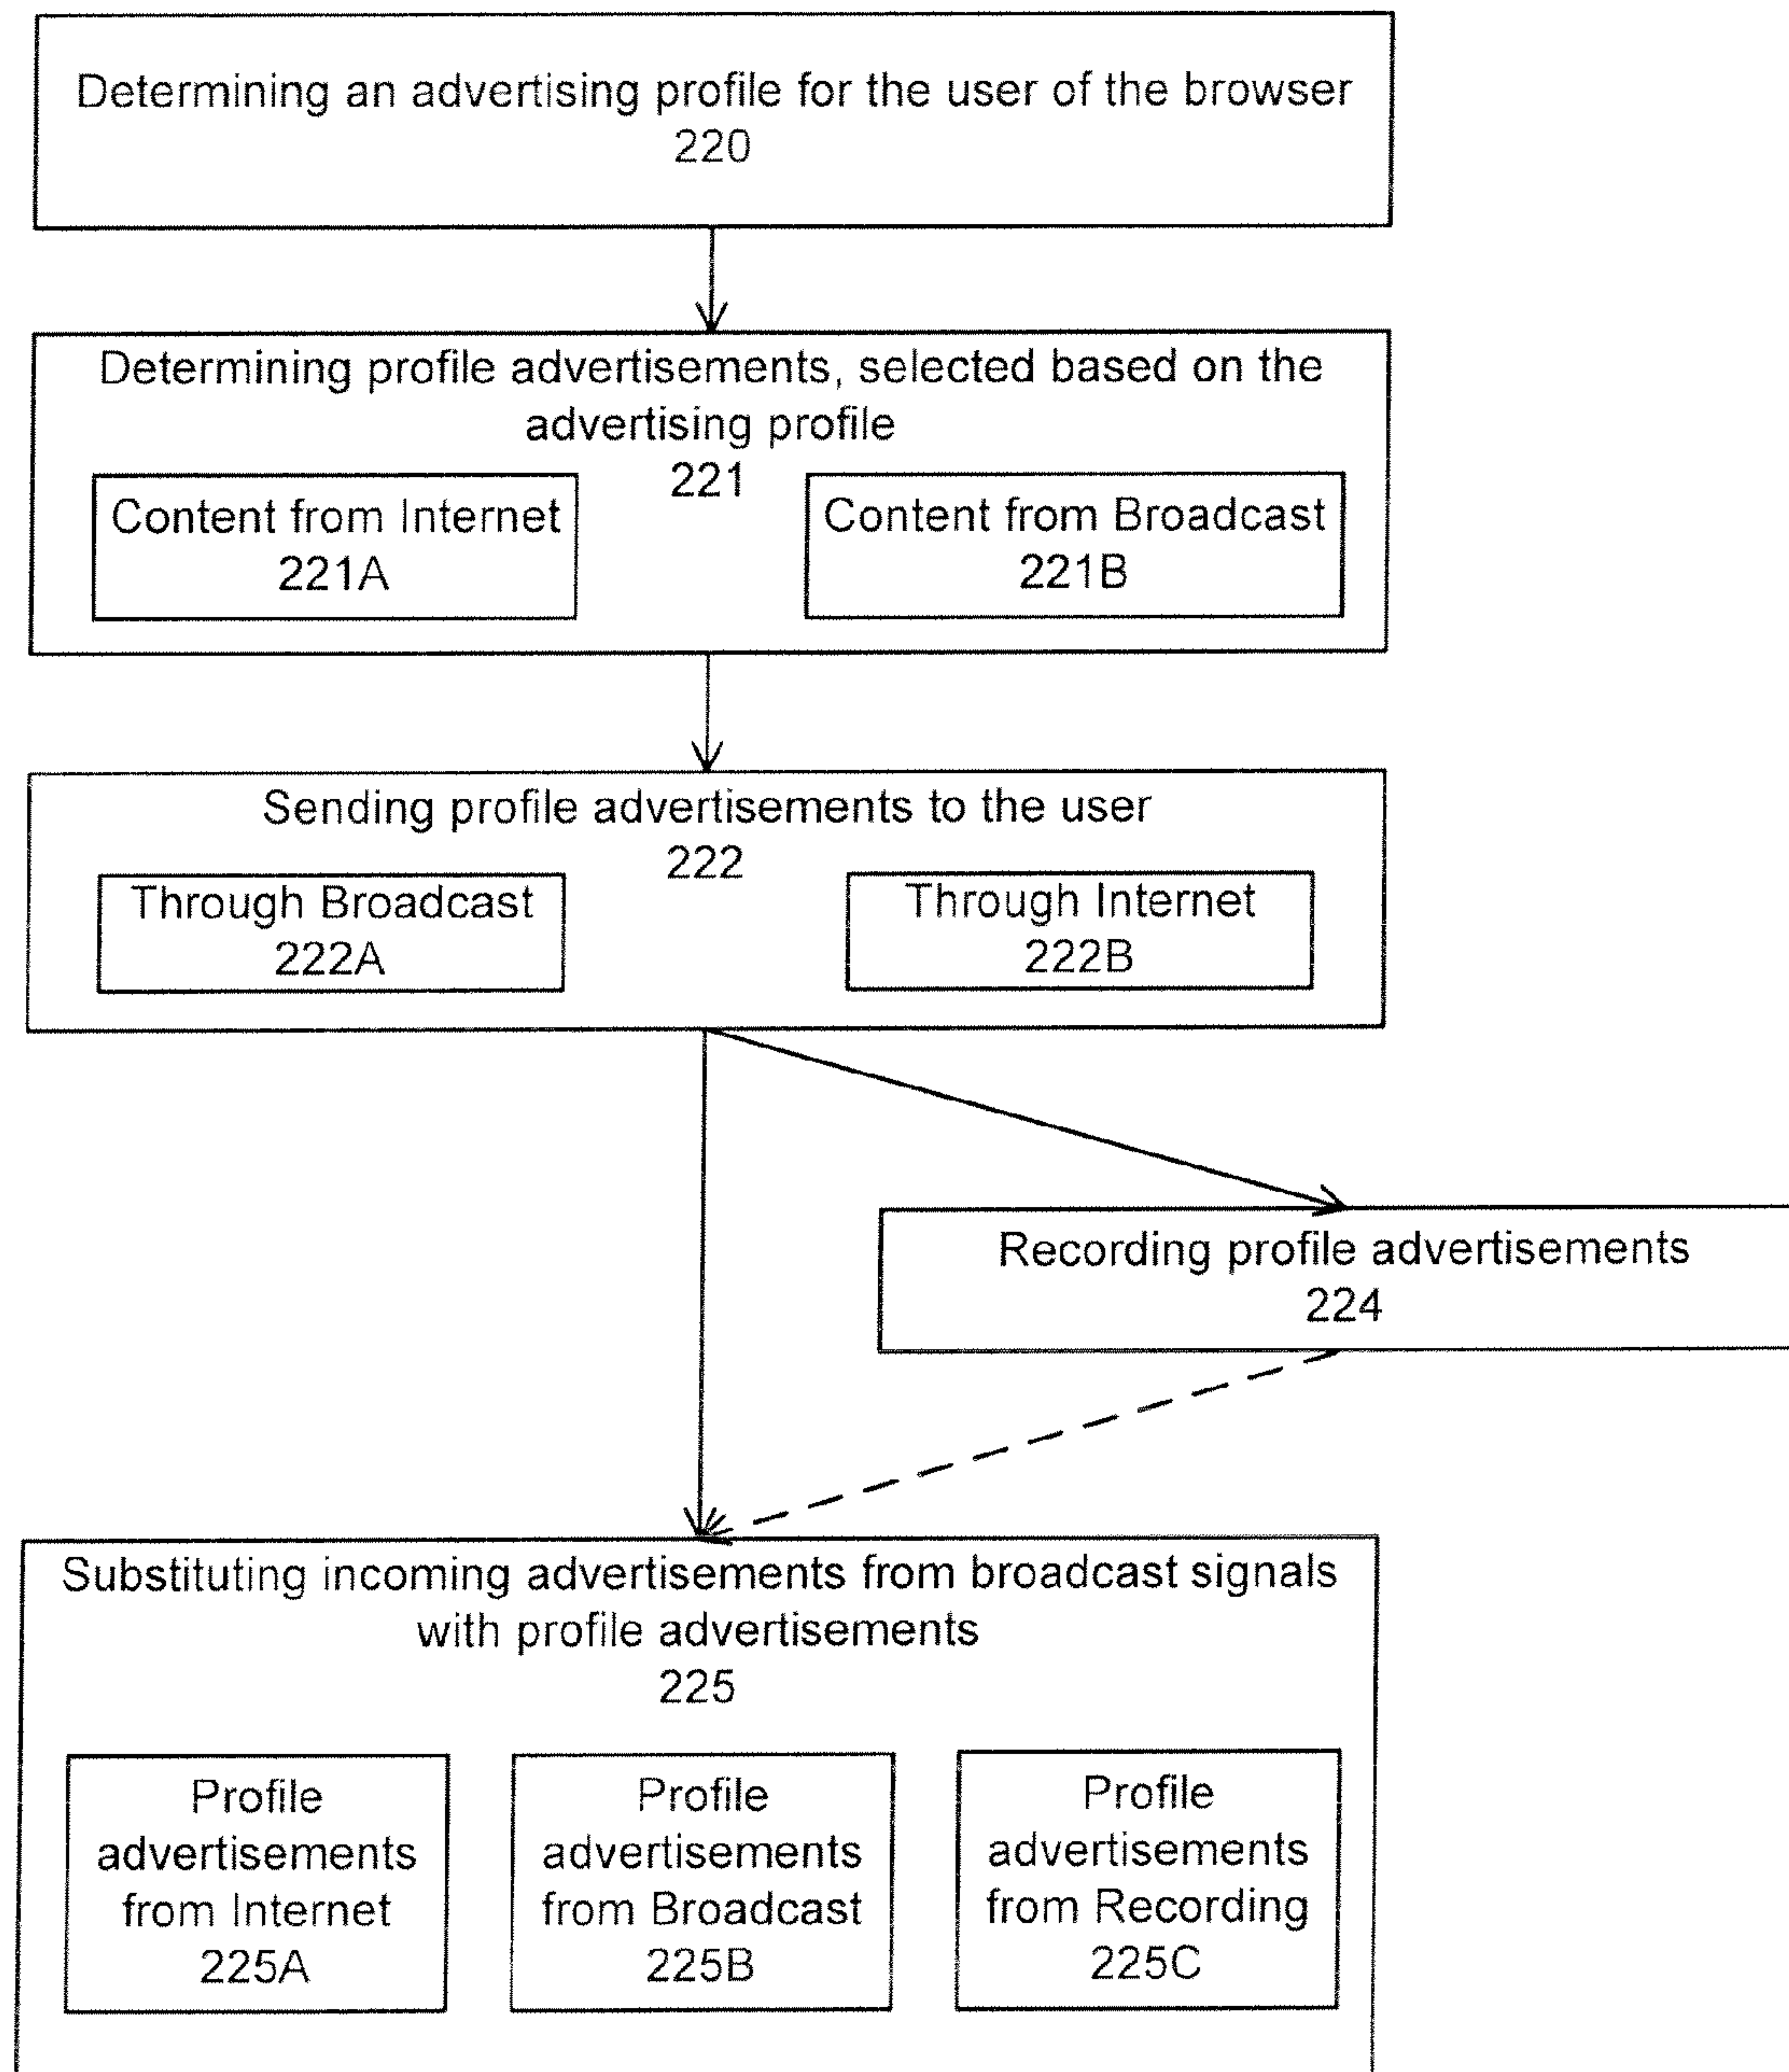 Determining an advertising profile for the user of the browser
220
Determining profile advertisements, selected based on the
advertising profile
221
Content from Internet
221A
Content from Broadcast
221B
Sending profile advertisements to the user
222
Through Broadcast
222A
Through Internet
222B
Recording profile advertisements
224
Substituting incoming advertisements from broadcast signals
with profile advertisements
225
Profile
advertisements
from Internet
225A
Profile
advertisements
from Broadcast
225B
Profile
advertisements
from Recording
225C